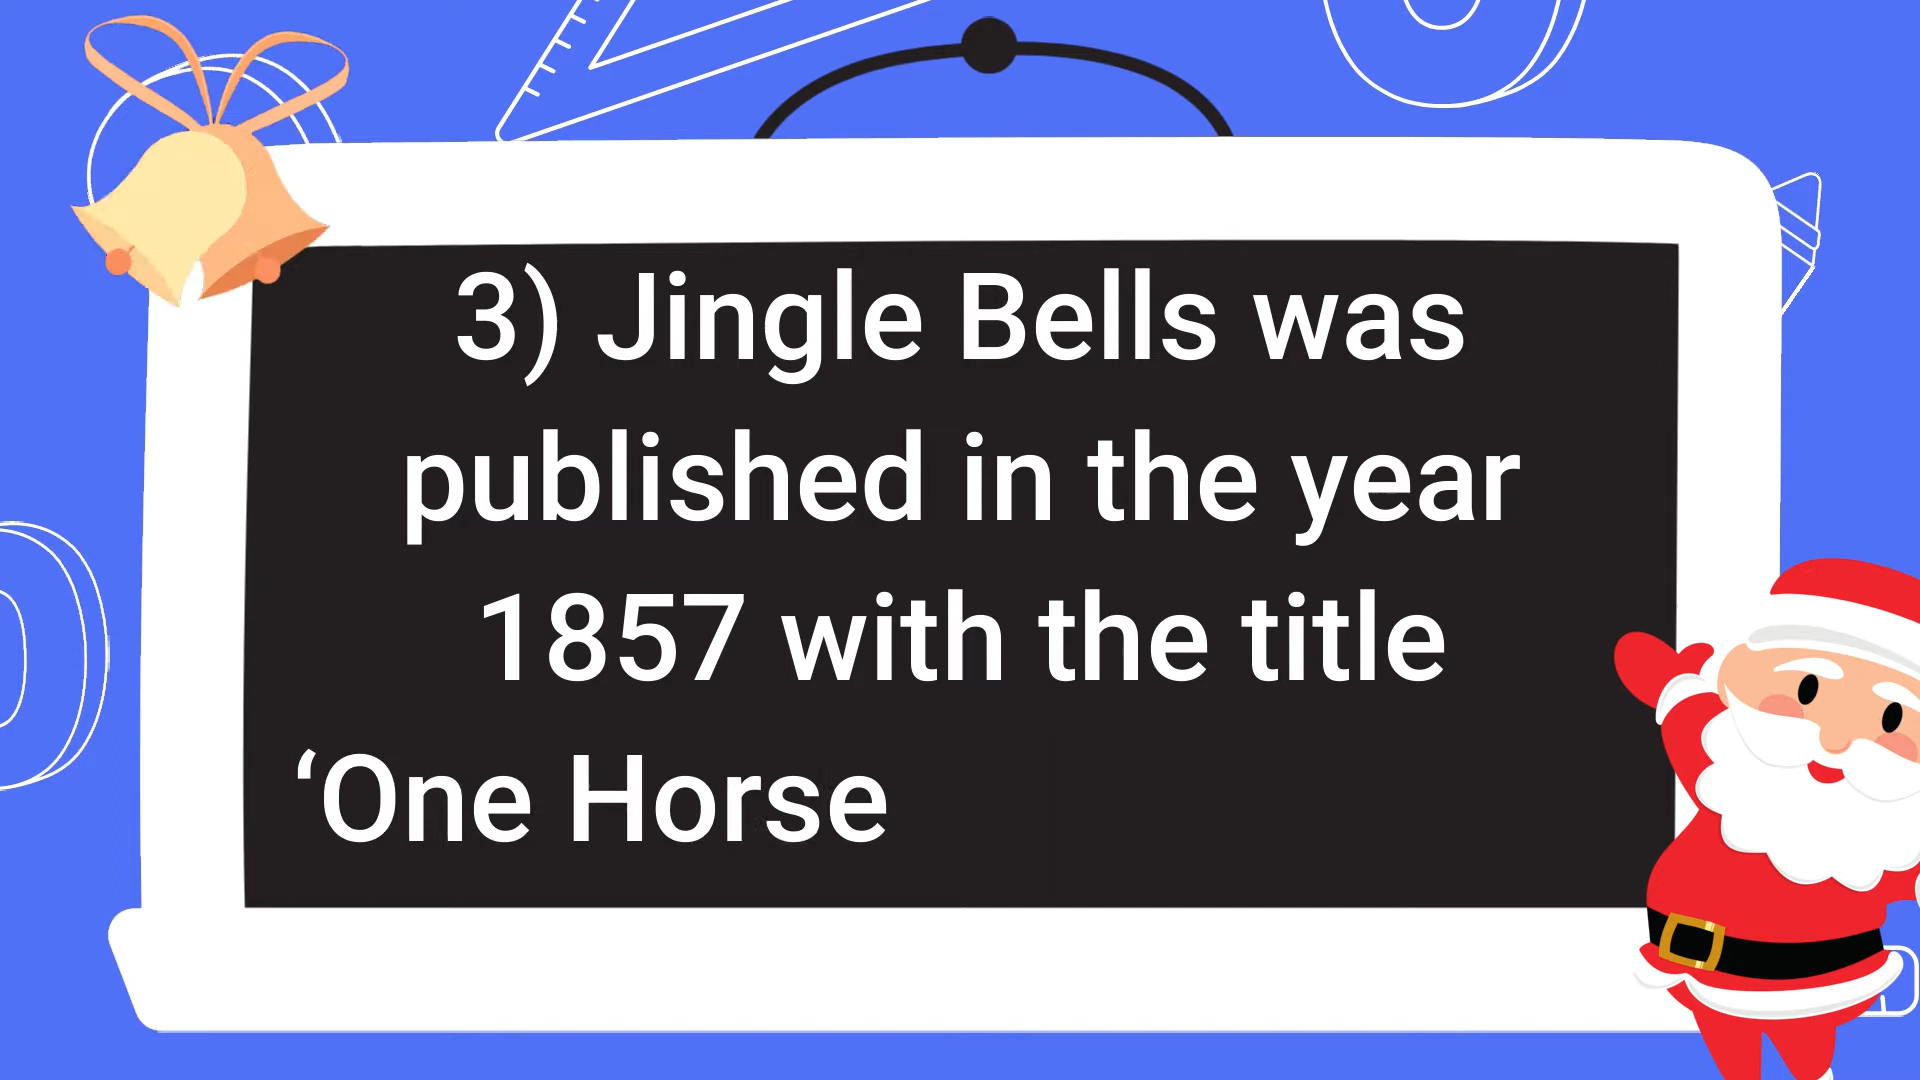 3) Jingle Bells was
published in the year
1857 with the title
‘One Horse